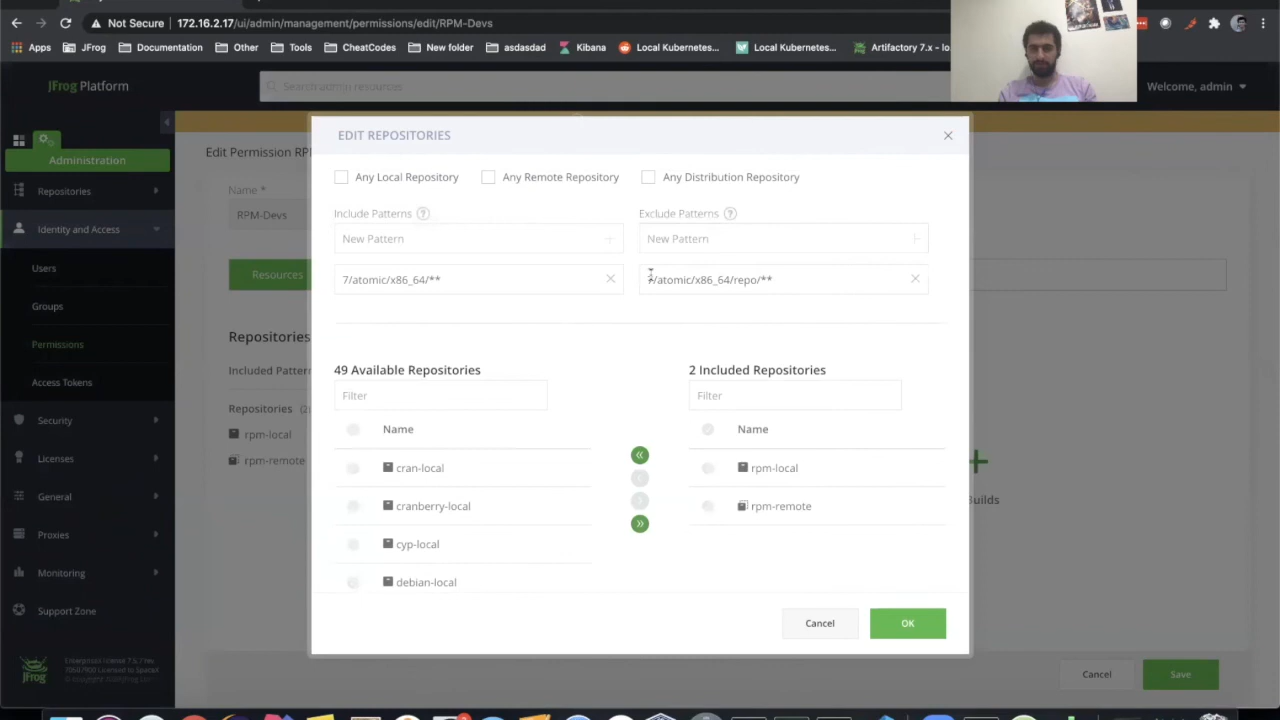 Not Secure | 172.16.2.17/ui/admin/management/permissions/edit/RPM-Devs
Apps JFrog Documentation Other Tools CheatCodes New folder asdasdad Kibana Local Kubernetes... Local Kubernetes... Artifactory 7.x - lo
JFrog Platform
Search admin resources
Welcome, admin
Administration
Repositories
Identity and Access
Users
Groups
Permissions
Access Tokens
Security
Licenses
General
Proxies
Monitoring
Support Zone
JFrog
Edit Permission RP
Name *
RPM-Devs
Resources
Repositories
Included Patter
Repositories
rpm-local
rpm-remote
Builds
Cancel
Save
EDIT REPOSITORIES
Any Local Repository Any Remote Repository Any Distribution Repository
Include Patterns ? Exclude Patterns ?
New Pattern New Pattern
7/atomic/x86_64/** /atomic/x86_64/repo/**
49 Available Repositories 2 Included Repositories
Filter Filter
Name Name
cran-local rpm-local
cranberry-local rpm-remote
cyp-local
debian-local
Cancel OK